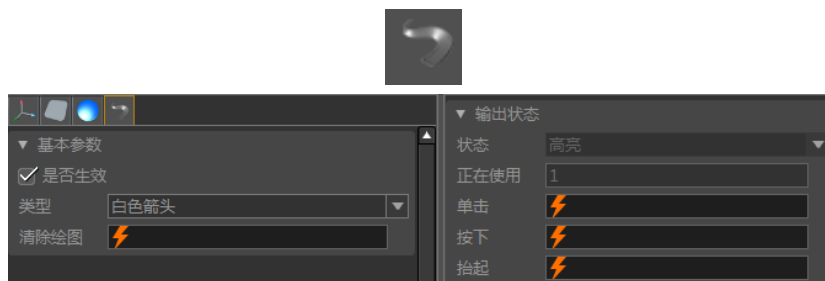 基本参数
是否生效
类型 白色箭头
清除绘图
输出状态
状态 高亮
正在使用 1
单击
按下
抬起